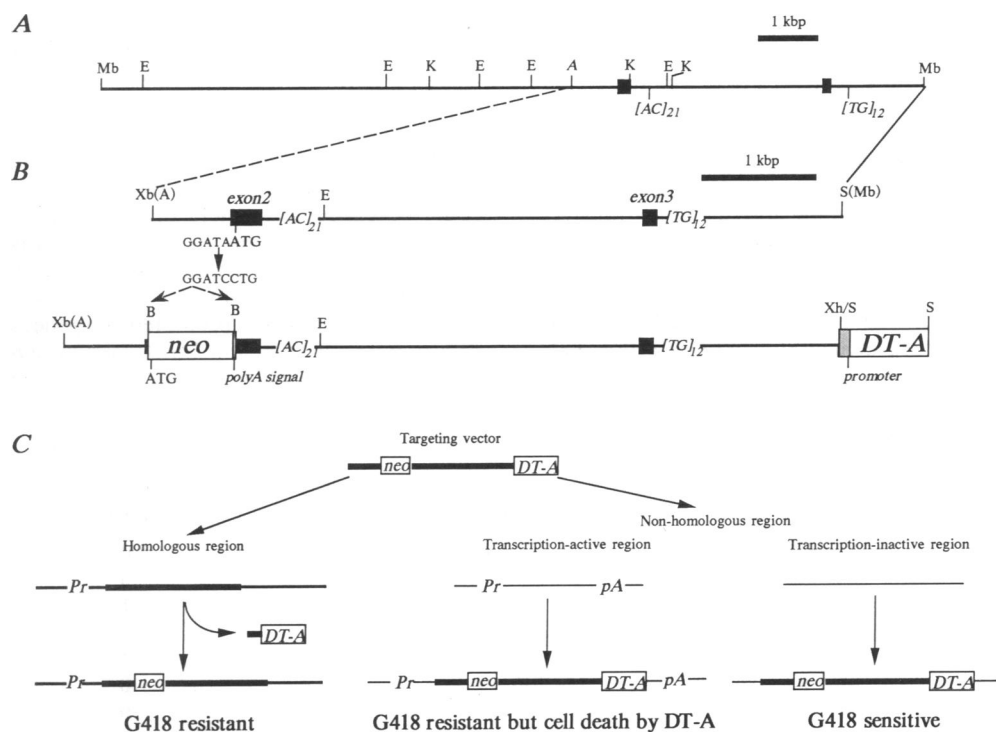 A
1 kbp
Mb E E K E E A K E K Mb
[AC]21 [TG]12
B
1 kbp
Xb(A) exon2 E exon3 S(Mb)
[AC]21 [TG]12
GGATAATG
GGATCCTG
Xb(A) B B E Xh/S S
neo [AC]21 [TG]12 DT-A
ATG polyA signal promoter
C
Targeting vector
neo DT-A
Non-homologous region
Homologous region Transcription-active region Transcription-inactive region
Pr Pr pA
DT-A
Pr neo Pr neo DT-A pA neo DT-A
G418 resistant G418 resistant but cell death by DT-A G418 sensitive